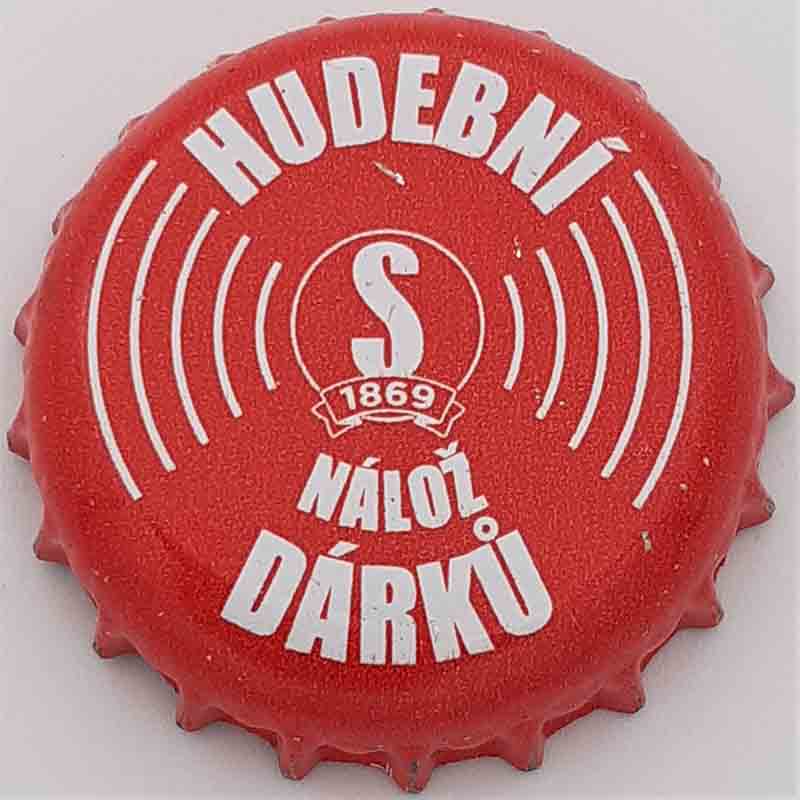 HUDEBNÍ
S
1869
NÁLOŽ
DÁRKŮ